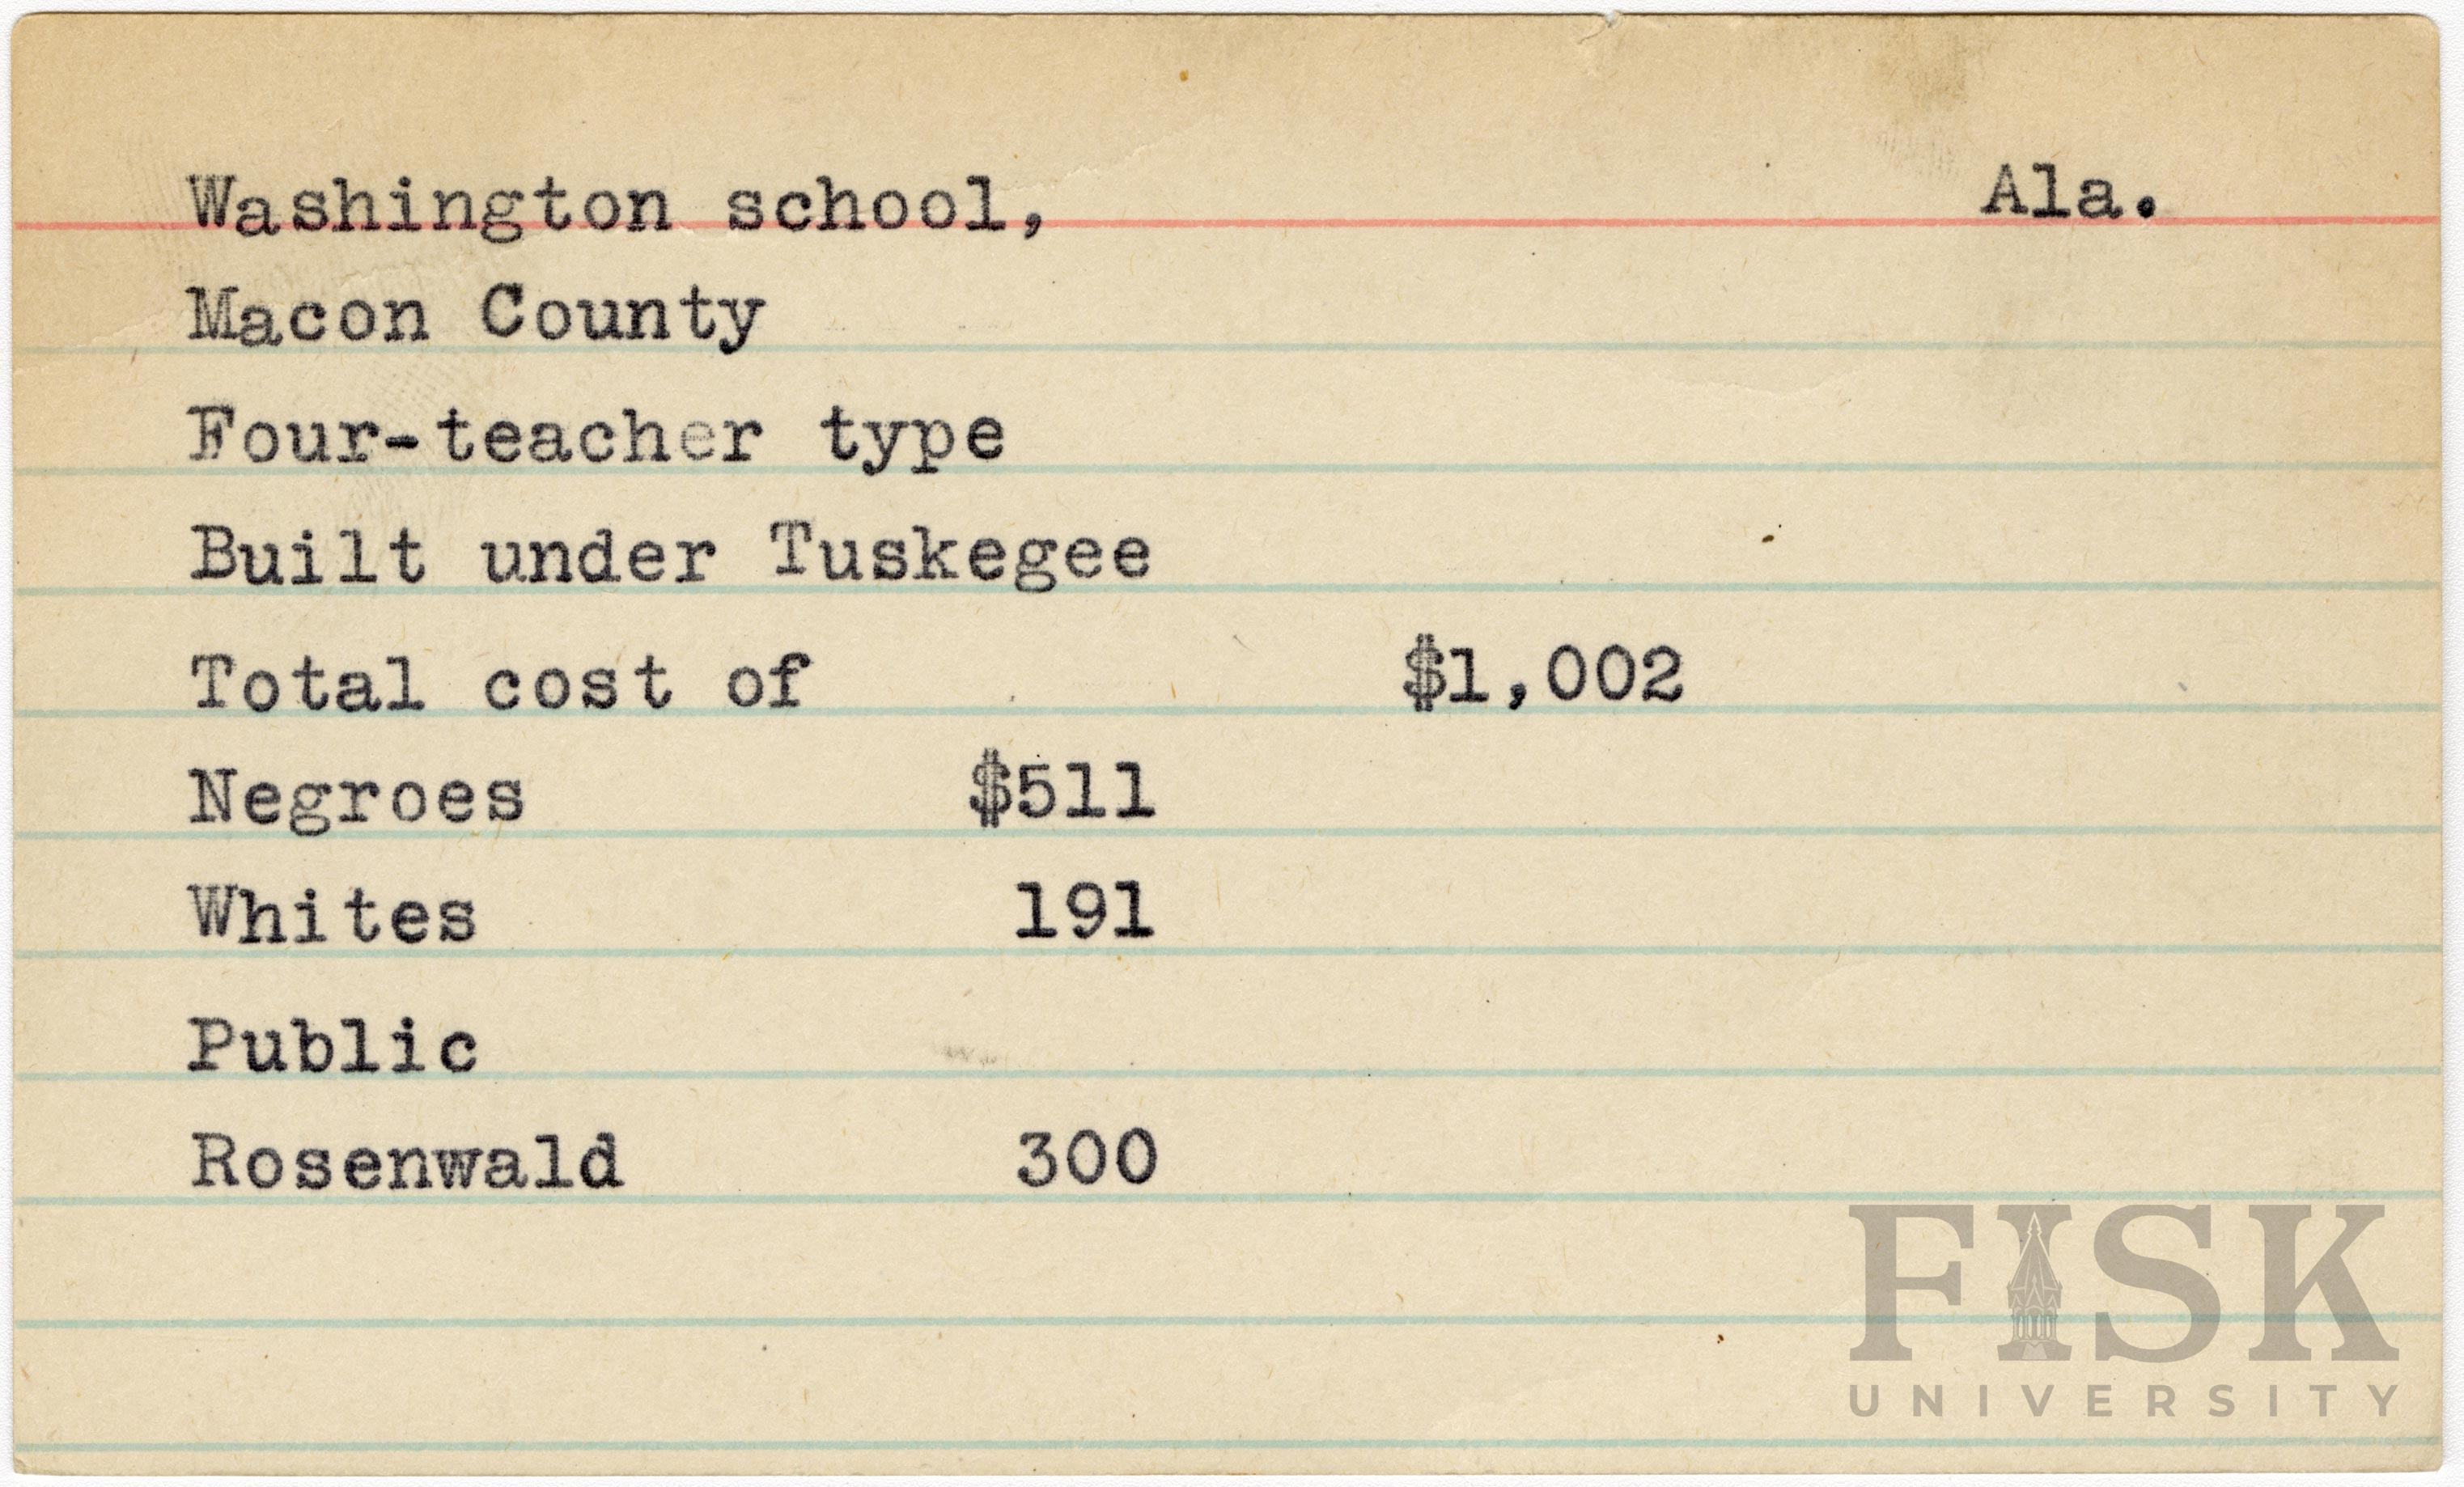 Washington school, Ala.
Macon County
Four-teacher type
Built under Tuskegee
Total cost of $1,002
Negroes $511
Whites 191
Public
Rosenwald 300
FISK
UNIVERSITY